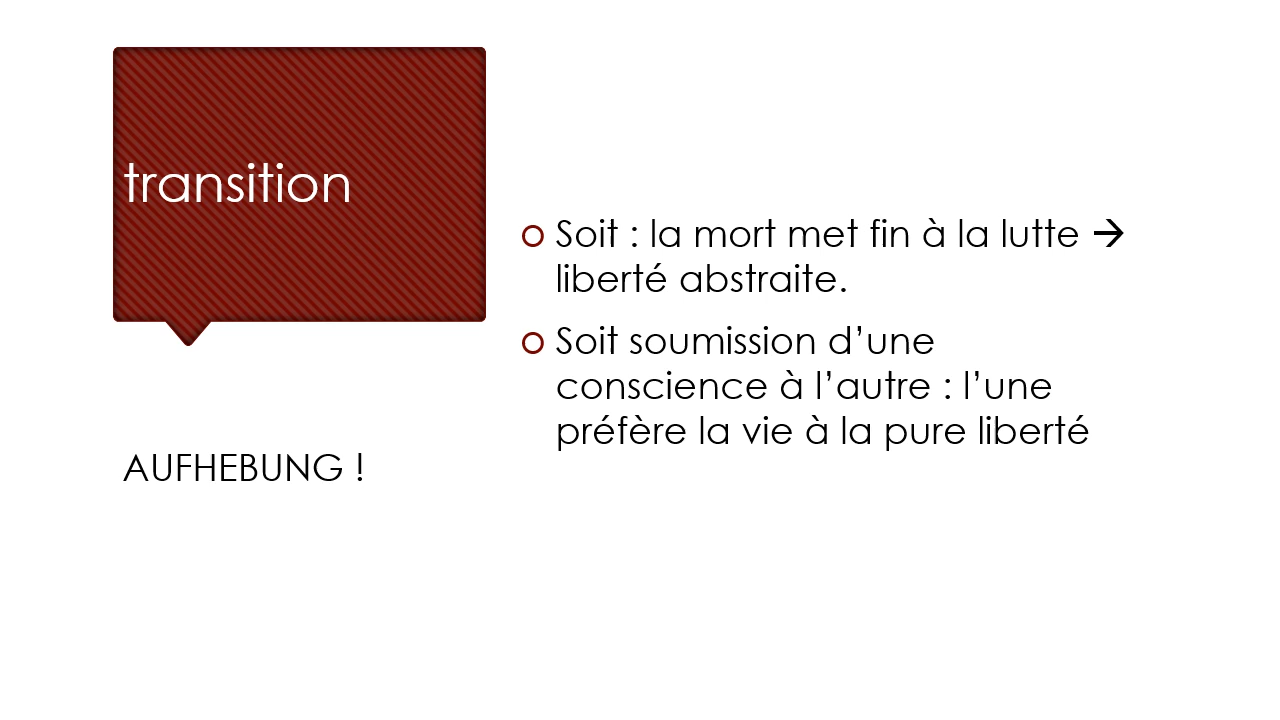 transition
AUFHEBUNG !
Soit : la mort met fin à la lutte →
liberté abstraite.
Soit soumission d’une
conscience à l’autre : l’une
préfère la vie à la pure liberté